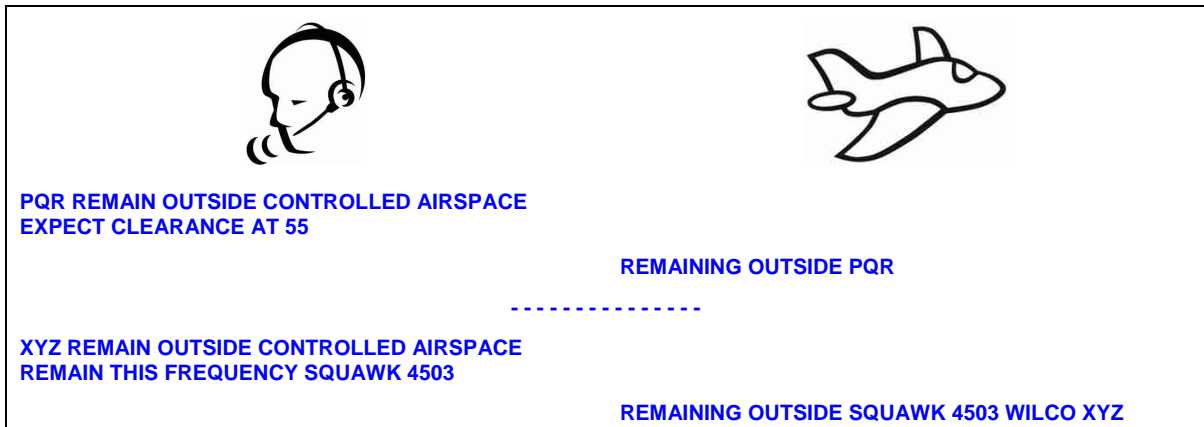 PQR REMAIN OUTSIDE CONTROLLED AIRSPACE
EXPECT CLEARANCE AT 55
REMAINING OUTSIDE PQR
- - - - - - - - - - - - - - -
XYZ REMAIN OUTSIDE CONTROLLED AIRSPACE
REMAIN THIS FREQUENCY SQUAWK 4503
REMAINING OUTSIDE SQUAWK 4503 WILCO XYZ